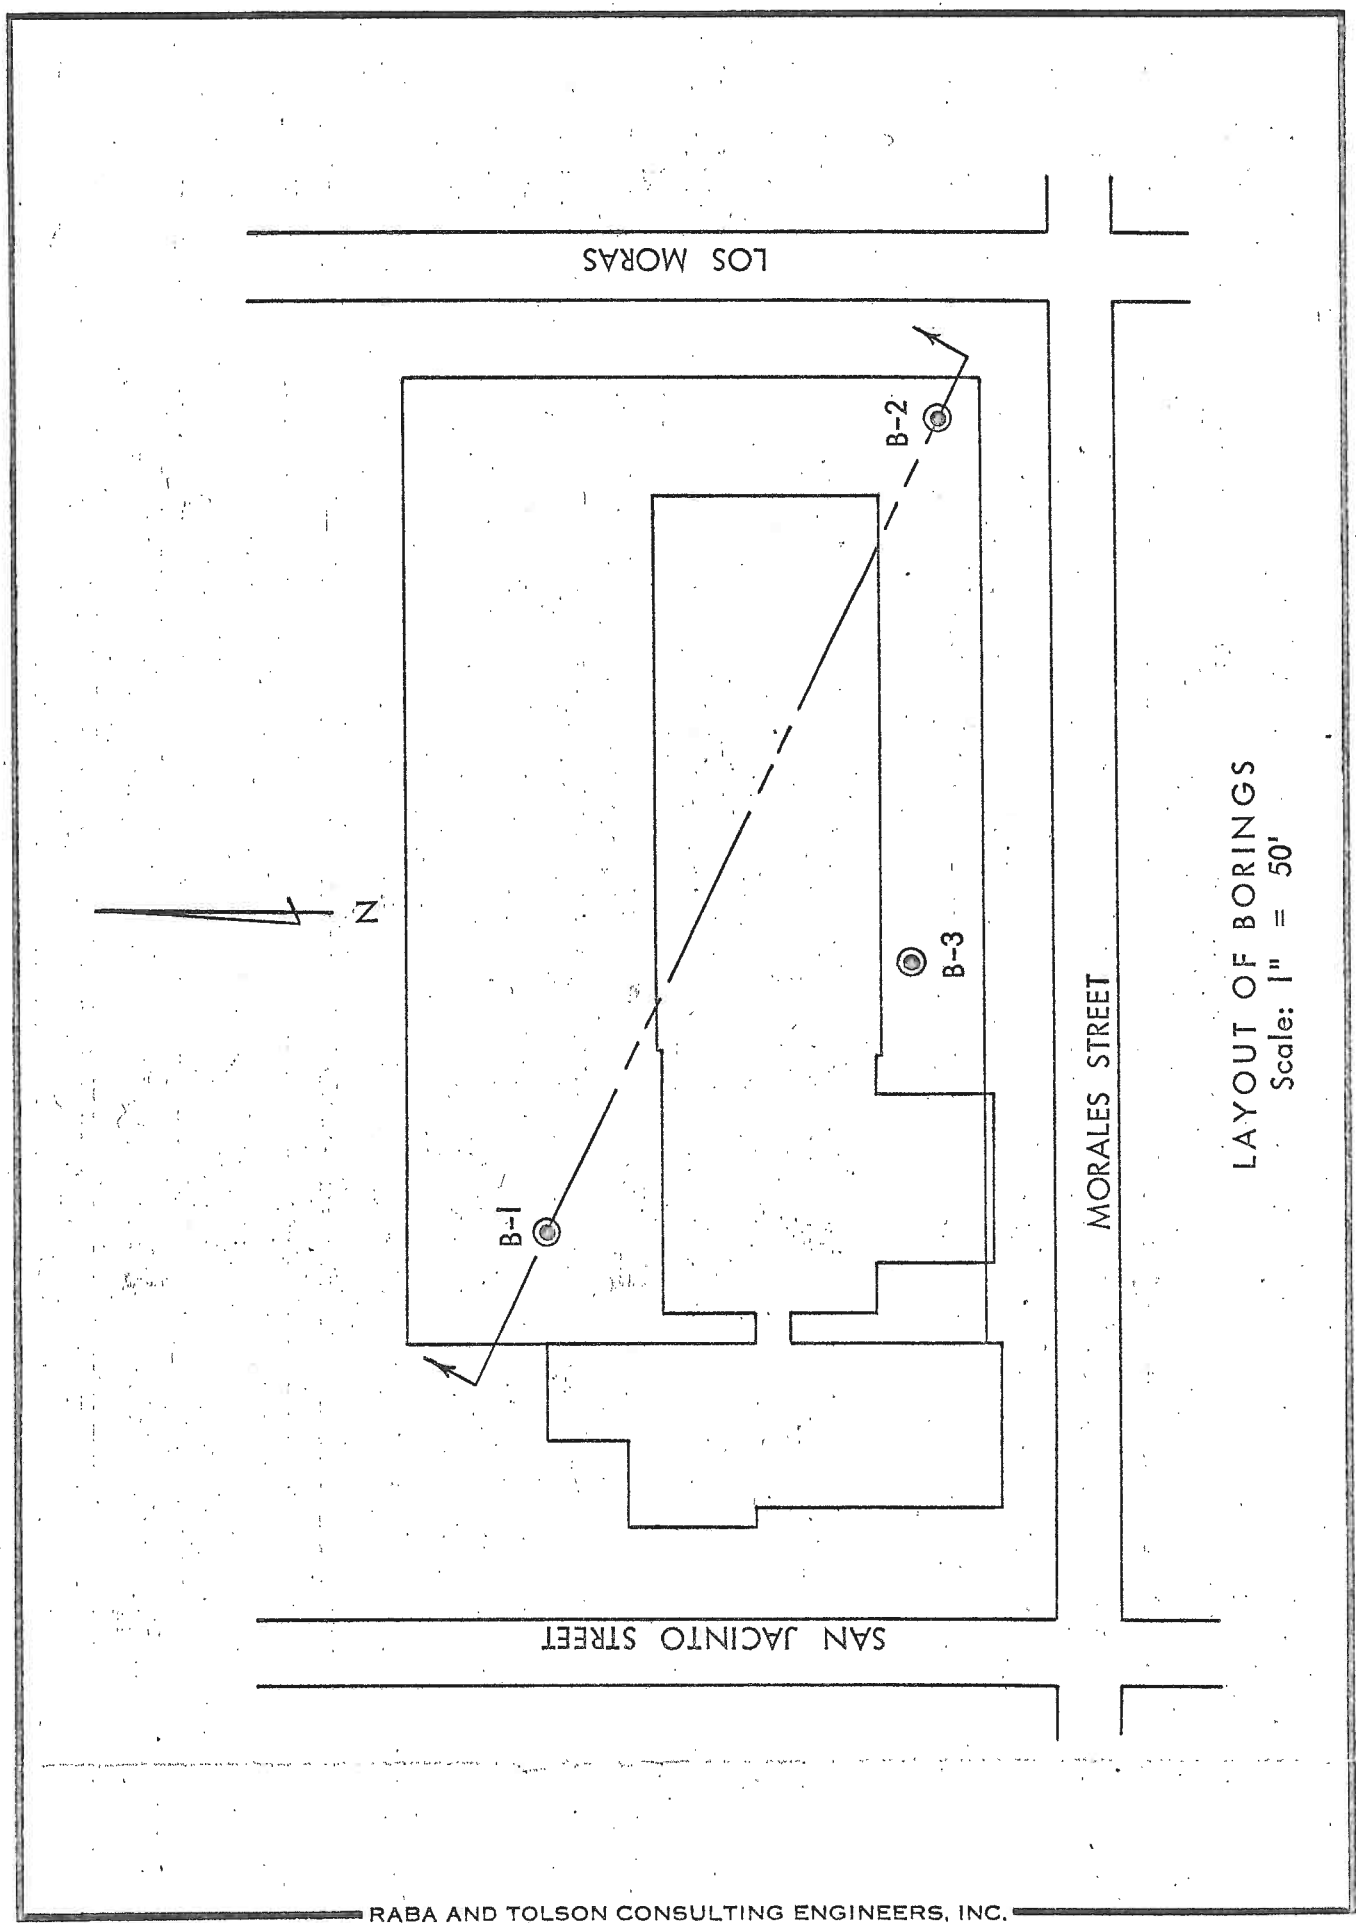 LOS MORAS
B-2
N
B-3
B-1
MORALES STREET
SAN JACINTO STREET
LAYOUT OF BORINGS
Scale: 1" = 50'
RABA AND TOLSON CONSULTING ENGINEERS, INC.